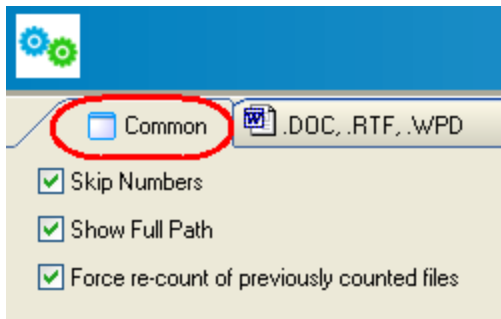 Common .DOC, .RTF, .WPD
Skip Numbers
Show Full Path
Force re-count of previously counted files